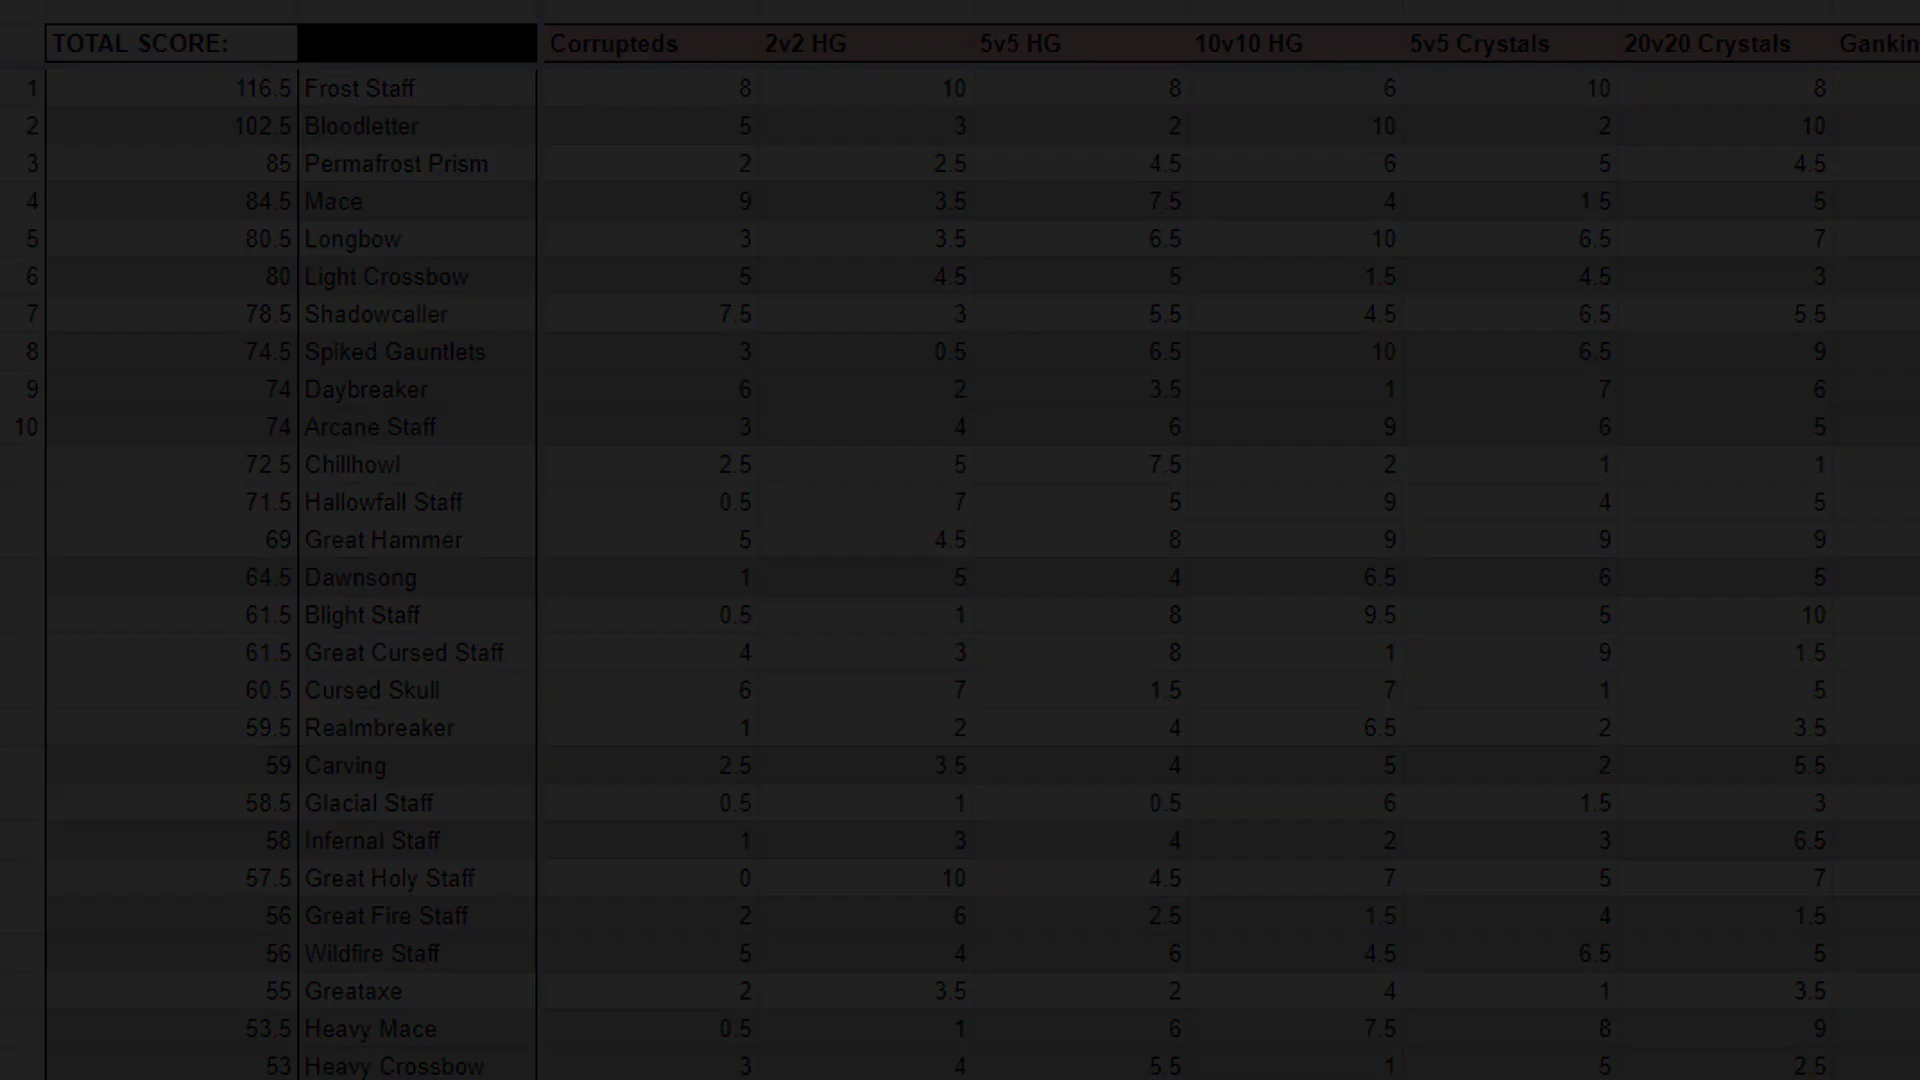 TOTAL SCORE: Corrupteds 2v2 HG 5v5 HG 10v10 HG 5v5 Crystals 20v20 Crystals Gankin
1 116.5 Frost Staff 8 10 8 6 10 8
2 102.5 Bloodletter 5 3 2 10 2 10
3 85 Permafrost Prism 2 2.5 4.5 6 5 4.5
4 84.5 Mace 9 3.5 7.5 4 1.5 5
5 80.5 Longbow 3 3.5 6.5 10 6.5 7
6 80 Light Crossbow 5 4.5 5 1.5 4.5 3
7 78.5 Shadowcaller 7.5 3 5.5 4.5 6.5 5.5
8 74.5 Spiked Gauntlets 3 0.5 6.5 10 6.5 9
9 74 Daybreaker 6 2 3.5 1 7 6
10 74 Arcane Staff 3 4 6 9 6 5
72.5 Chillhowl 2.5 5 7.5 2 1 1
71.5 Hallowfall Staff 0.5 7 5 9 4 5
69 Great Hammer 5 4.5 8 9 9 9
64.5 Dawnsong 1 5 4 6.5 6 5
61.5 Blight Staff 0.5 1 8 9.5 5 10
61.5 Great Cursed Staff 4 3 8 1 9 1.5
60.5 Cursed Skull 6 7 1.5 7 1 5
59.5 Realmbreaker 1 2 4 6.5 2 3.5
59 Carving 2.5 3.5 4 5 2 5.5
58.5 Glacial Staff 0.5 1 0.5 6 1.5 3
58 Infernal Staff 1 3 4 2 3 6.5
57.5 Great Holy Staff 0 10 4.5 7 5 7
56 Great Fire Staff 2 6 2.5 1.5 4 1.5
56 Wildfire Staff 5 4 6 4.5 6.5 5
55 Greataxe 2 3.5 2 4 1 3.5
53.5 Heavy Mace 0.5 1 6 7.5 8 9
53 Heavy Crossbow 3 4 5.5 1 5 2.5